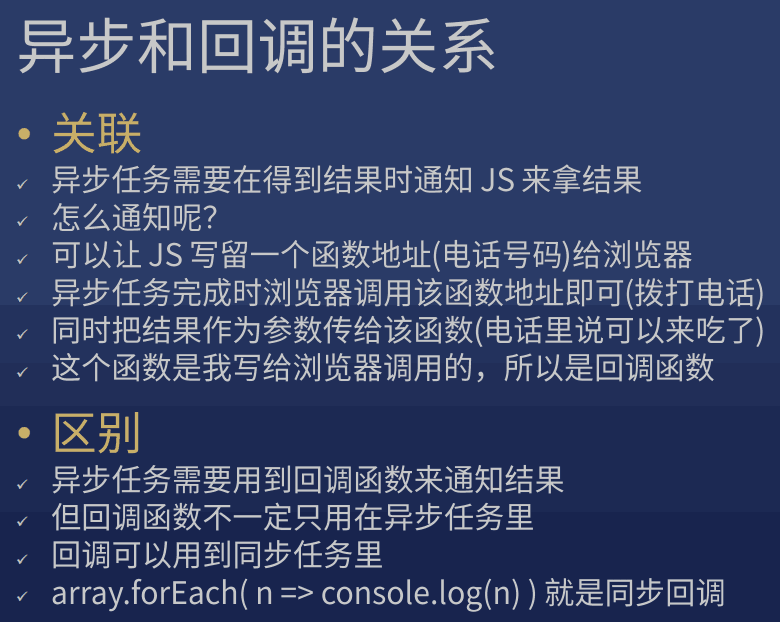 异步和回调的关系
• 关联
✓ 异步任务需要在得到结果时通知 JS 来拿结果
✓ 怎么通知呢？
✓ 可以让 JS 写留一个函数地址(电话号码)给浏览器
✓ 异步任务完成时浏览器调用该函数地址即可(拨打电话)
✓ 同时把结果作为参数传给该函数(电话里说可以来吃了)
✓ 这个函数是我写给浏览器调用的，所以是回调函数
• 区别
✓ 异步任务需要用到回调函数来通知结果
✓ 但回调函数不一定只用在异步任务里
✓ 回调可以用到同步任务里
✓ array.forEach( n => console.log(n) ) 就是同步回调